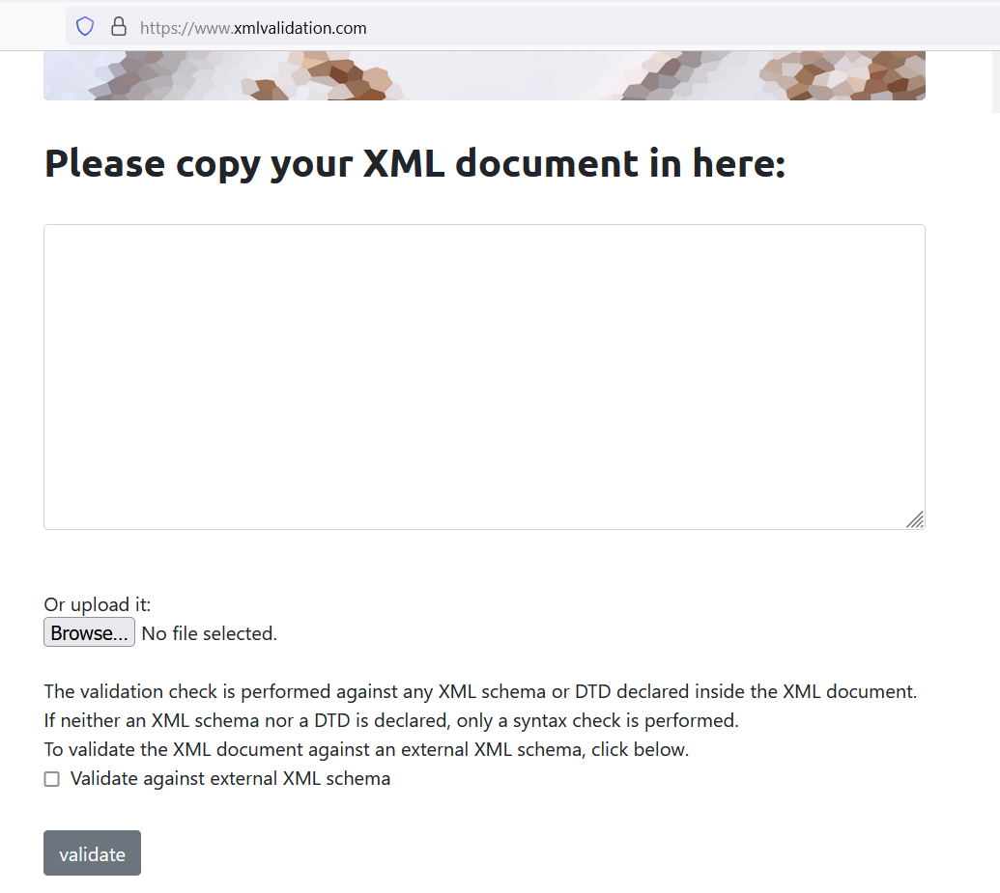 https://www.xmlvalidation.com
Please copy your XML document in here:
Or upload it:
Browse... No file selected.
The validation check is performed against any XML schema or DTD declared inside the XML document.
If neither an XML schema nor a DTD is declared, only a syntax check is performed.
To validate the XML document against an external XML schema, click below.
Validate against external XML schema
validate